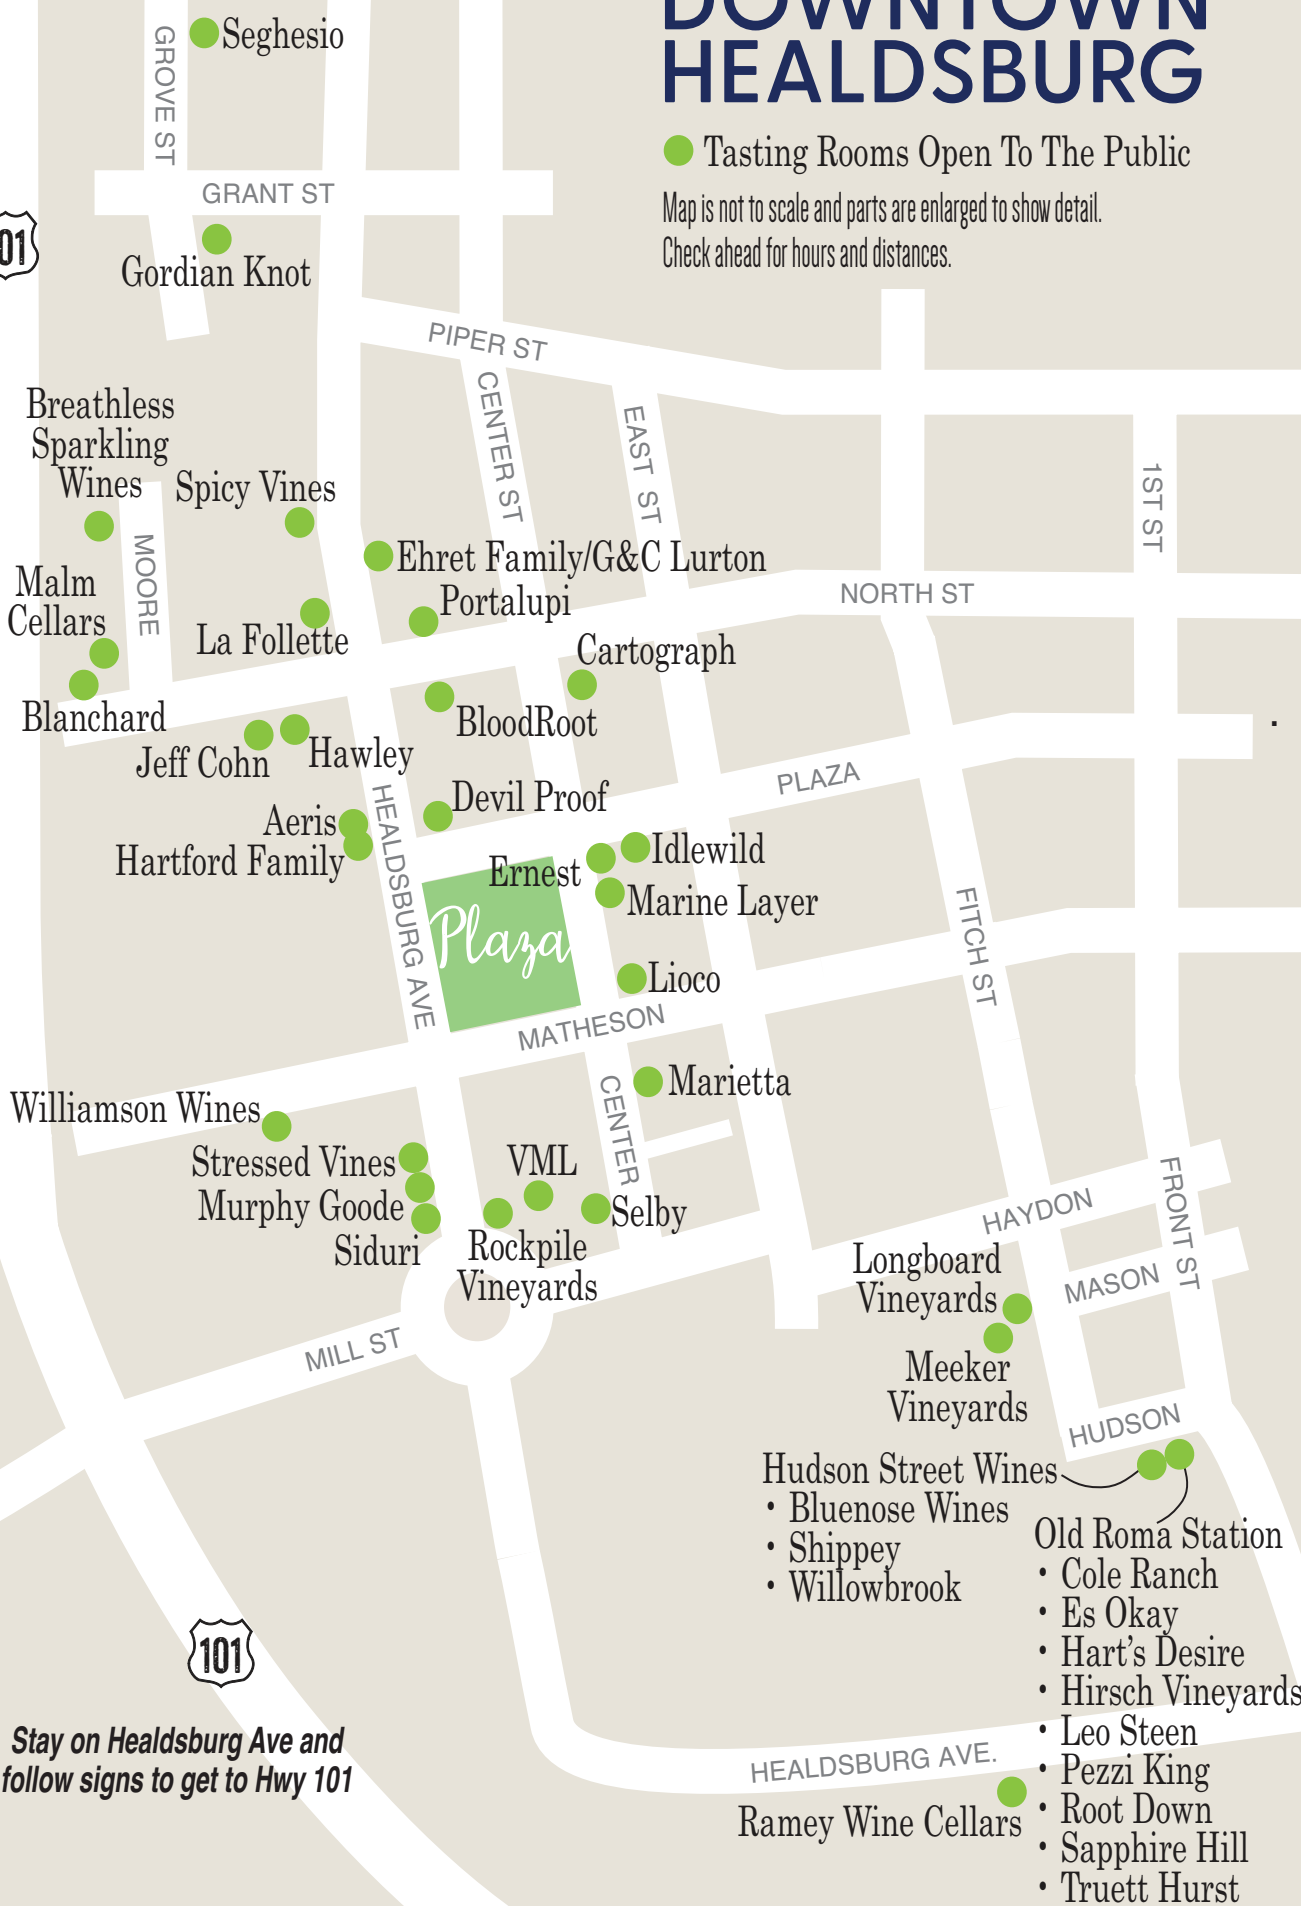 DOWNTOWN
HEALDSBURG
Tasting Rooms Open To The Public
Map is not to scale and parts are enlarged to show detail.
Check ahead for hours and distances.
GROVE ST
Seghesio
GRANT ST
01
Gordian Knot
PIPER ST
CENTER ST
EAST ST
1ST ST
Breathless
Sparkling
Wines
Spicy Vines
MOORE
Ehret Family/G&C Lurton
Malm
Cellars
Portalupi
NORTH ST
La Follette
Cartograph
Blanchard
BloodRoot
Jeff Cohn
Hawley
PLAZA
HEALDSBURG AVE
Devil Proof
Aeris
Hartford Family
Ernest
Idlewild
Marine Layer
Plaza
FITCH ST
Lioco
MATHESON
Marietta
CENTER
Williamson Wines
Stressed Vines
VML
Murphy Goode
Selby
Siduri
Rockpile
Vineyards
HAYDON
FRONT ST
Longboard
Vineyards
MASON
MILL ST
Meeker
Vineyards
HUDSON
Hudson Street Wines
• Bluenose Wines
• Shippey
• Willowbrook
Old Roma Station
• Cole Ranch
• Es Okay
• Hart's Desire
• Hirsch Vineyards
• Leo Steen
• Pezzi King
• Root Down
• Sapphire Hill
• Truett Hurst
101
Stay on Healdsburg Ave and
follow signs to get to Hwy 101
HEALDSBURG AVE.
Ramey Wine Cellars